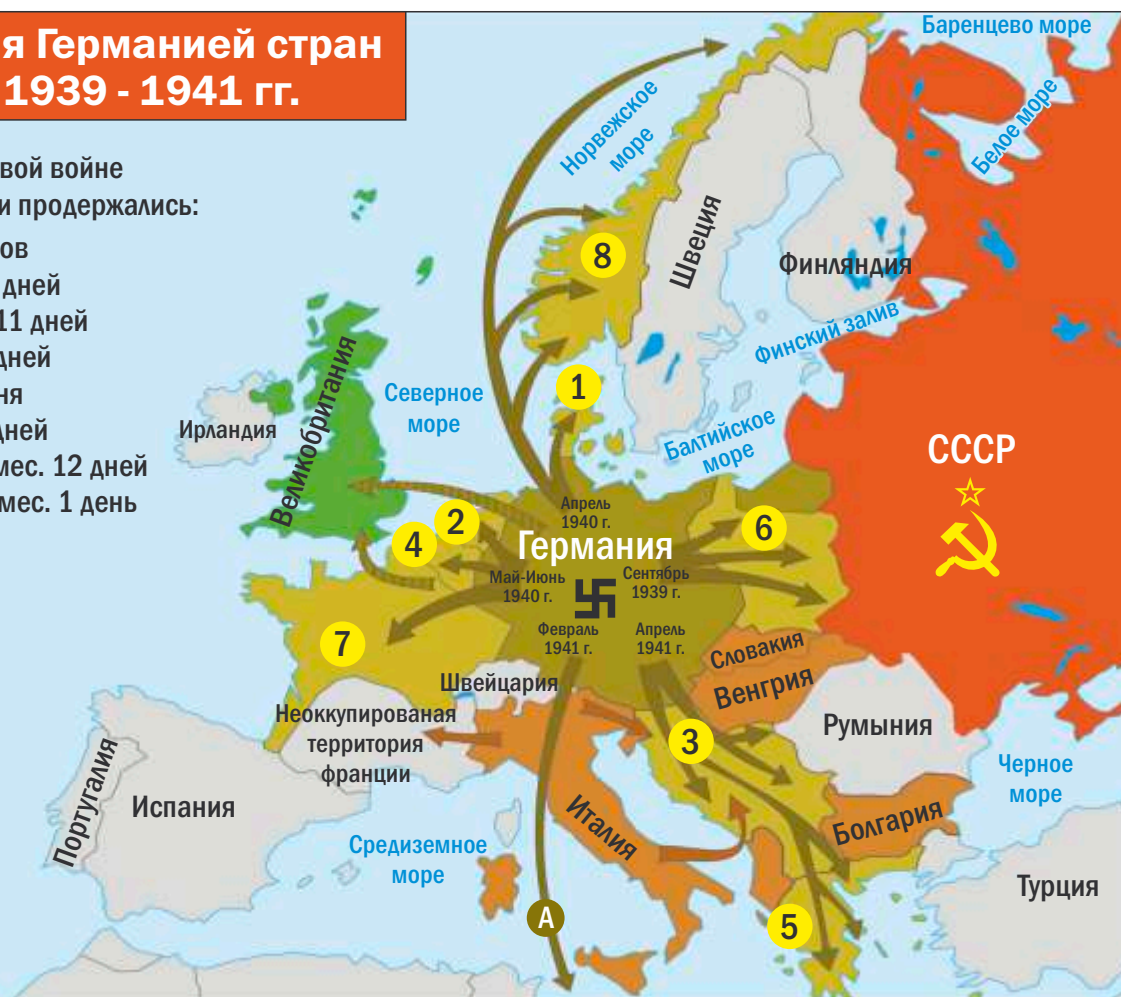 я Германией стран
1939 - 1941 гг.
вой войне
и продержались:
ов
дней
11 дней
дней
ня
дней
мес. 12 дней
мес. 1 день
Баренцево море
Белое море
Норвежское
море
Швеция
Финляндия
Финский залив
Балтийское
море
Северное
море
Ирландия
Великобритания
СССР
8
1
2
4
6
7
3
5
Апрель
1940 г.
Германия
Май-Июнь
1940 г.
Сентябрь
1939 г.
Февраль
1941 г.
Апрель
1941 г.
Словакия
Венгрия
Швейцария
Неоккупированая
территория
франции
Румыния
Черное
море
Португалия
Испания
Италия
Болгария
Средиземное
море
Турция
А